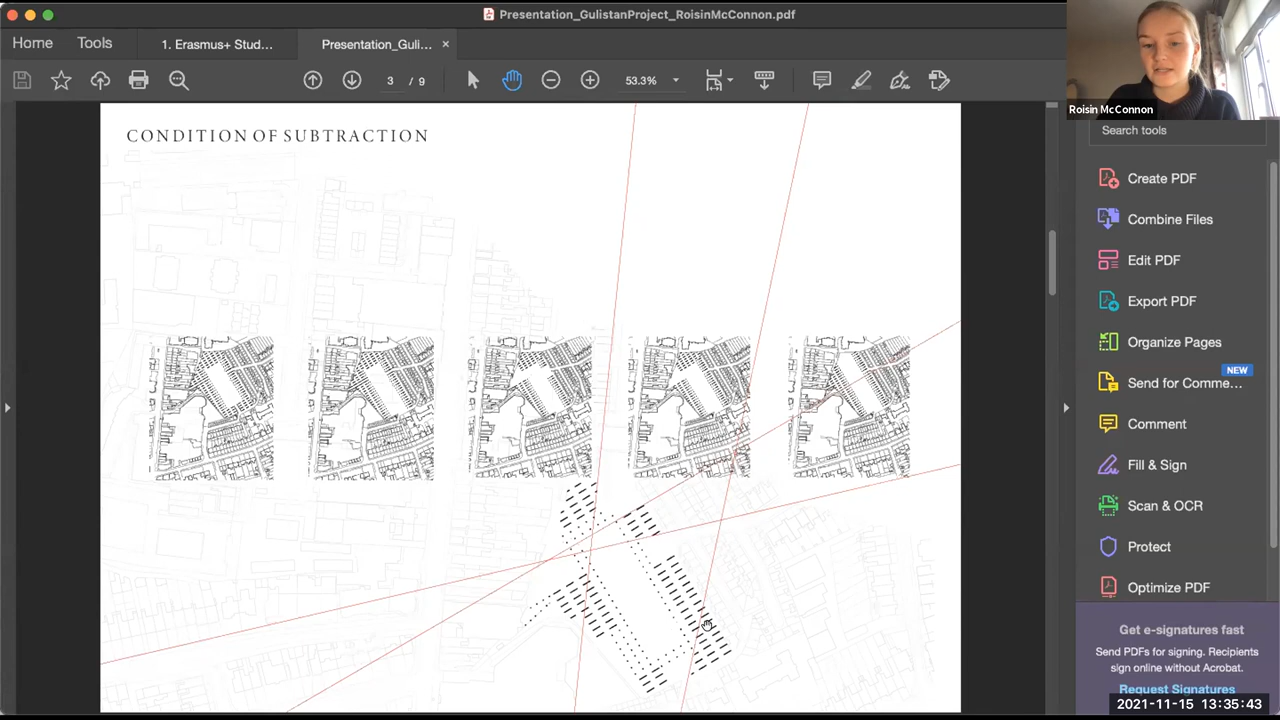 Presentation_GulistanProject_RoisinMcConnon.pdf
Home
Tools
1. Erasmus+ Stud...
Presentation_Guli...
×
3 / 9
53.3%
CONDITION OF SUBTRACTION
Roisin McConnon
Search tools
Create PDF
Combine Files
Edit PDF
Export PDF
Organize Pages
NEW
Send for Comme...
Comment
Fill & Sign
Scan & OCR
Protect
Optimize PDF
Get e-signatures fast
Send PDFs for signing. Recipients
sign online without Acrobat.
Request Signatures
2021-11-15 13:35:43